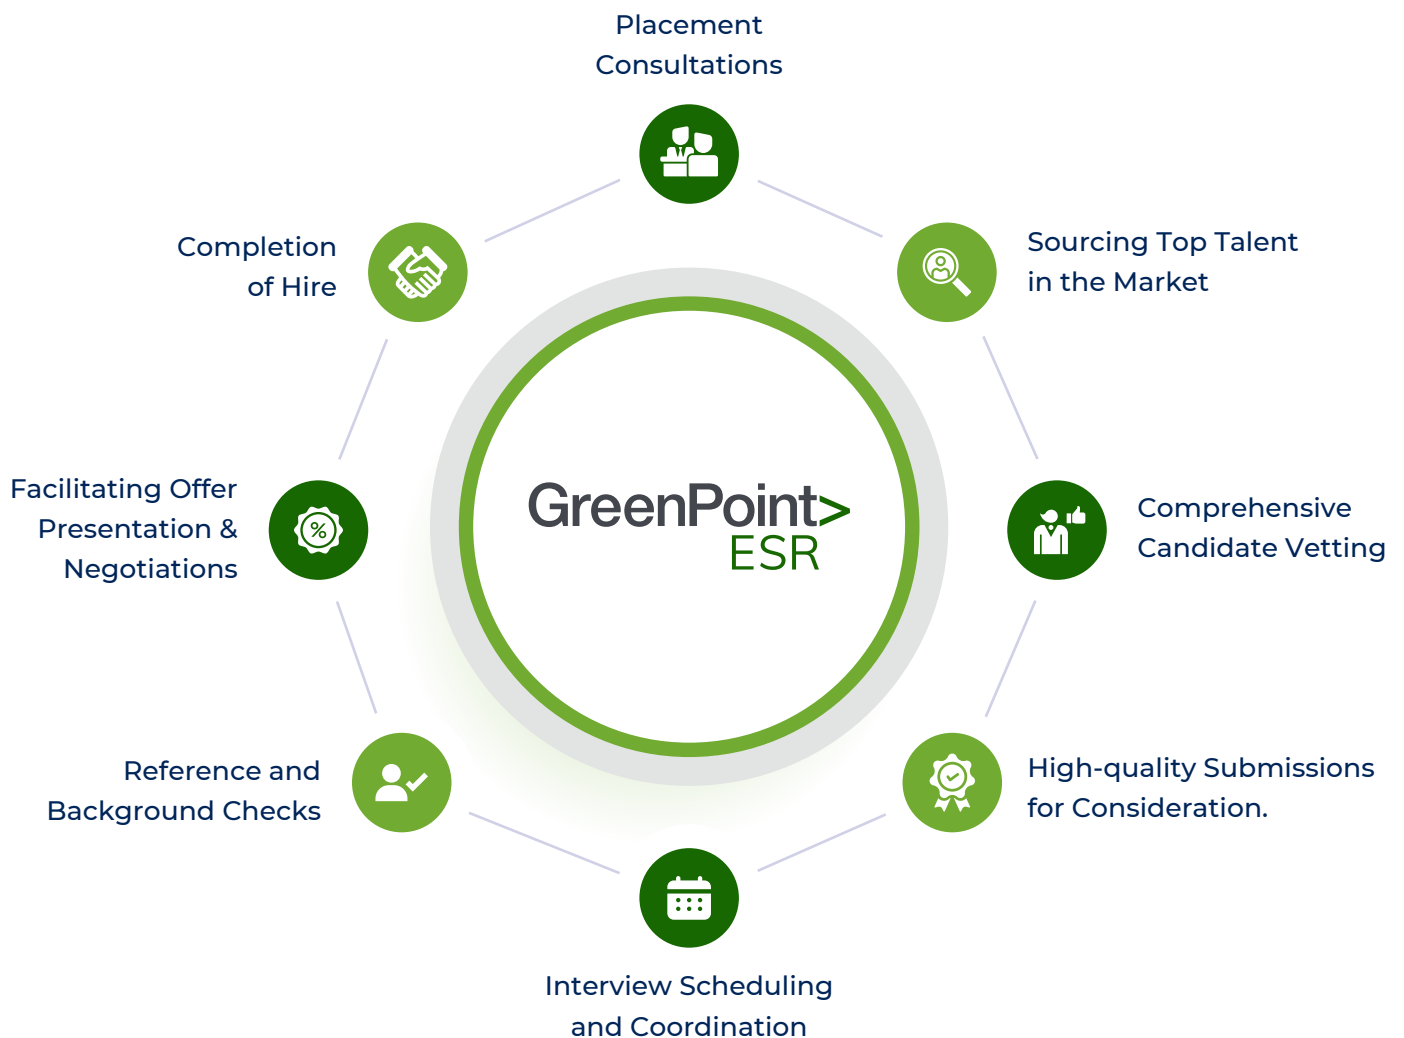 Placement
Consultations
Sourcing Top Talent
in the Market
Comprehensive
Candidate Vetting
High-quality Submissions
for Consideration.
Interview Scheduling
and Coordination
Reference and
Background Checks
Facilitating Offer
Presentation &
Negotiations
Completion
of Hire
GreenPoint>
ESR
%